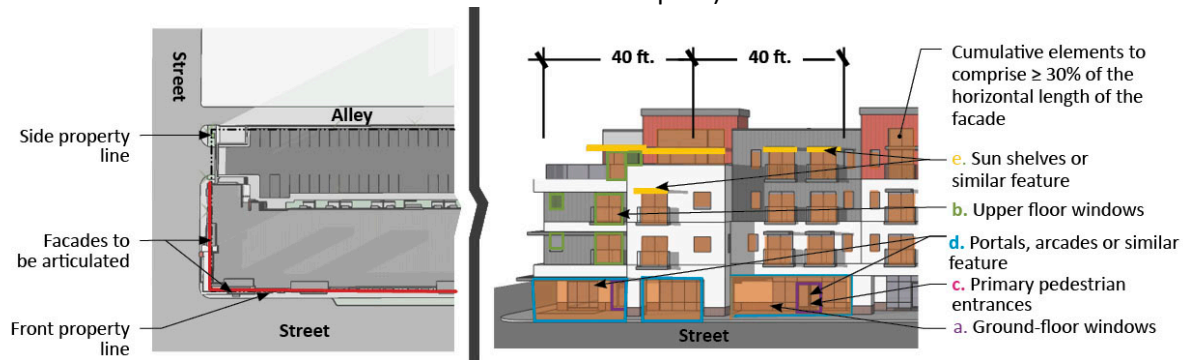 Street
Alley
Side property
line
Facades to
be articulated
Front property
line
Street
40 ft.
40 ft.
Street
Cumulative elements to
comprise ≥ 30% of the
horizontal length of the
facade
e. Sun shelves or
similar feature
b. Upper floor windows
d. Portals, arcades or similar
feature
c. Primary pedestrian
entrances
a. Ground-floor windows